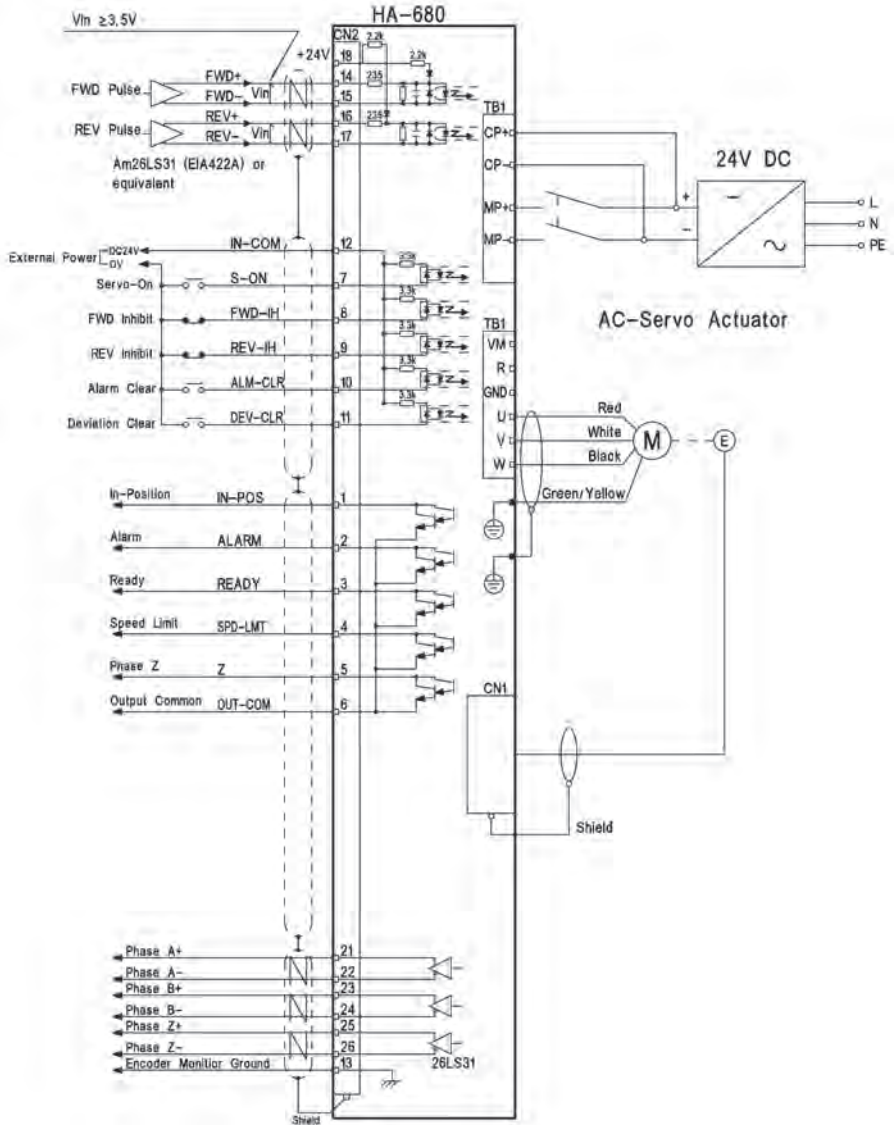 HA-680
Vin ≥3.5V
CN2
2.2k
+24V
18
2.2k
FWD Pulse
FWD+
14
235
FWD-
Vin
15
REV Pulse
REV+
16
235
REV-
Vin
17
Am26LS31 (EIA422A) or
equivalent
TB1
CP+
CP-
MP+
MP-
24V DC
+
-
L
N
PE
External Power
DC24V
0V
IN-COM
12
3.3k
Servo-On
S-ON
7
3.3k
FWD Inhibit
FWD-IH
8
3.3k
REV Inhibit
REV-IH
9
3.3k
Alarm Clear
ALM-CLR
10
3.3k
Deviation Clear
DEV-CLR
11
AC-Servo Actuator
TB1
VM
R
GND
U
Red
V
White
M
E
W
Black
Green/Yellow
In-Position
IN-POS
1
Alarm
ALARM
2
Ready
READY
3
Speed Limit
SPD-LMT
4
Phase Z
Z
5
Output Common
OUT-COM
6
CN1
Shield
Phase A+
21
Phase A-
22
Phase B+
23
Phase B-
24
Phase Z+
25
Phase Z-
26
26LS31
Encoder Monitior Ground
13
Shield